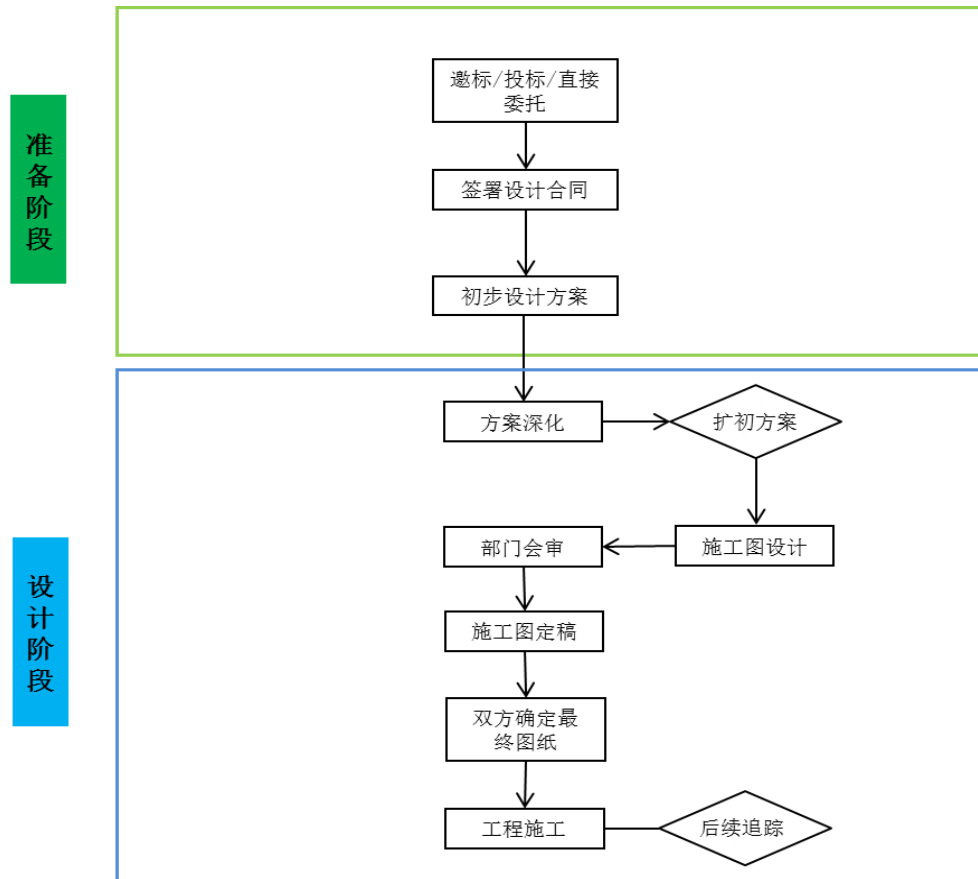 准备阶段
邀标/投标/直接
委托
签署设计合同
初步设计方案
设计阶段
方案深化
扩初方案
施工图设计
部门会审
施工图定稿
双方确定最
终图纸
工程施工
后续追踪